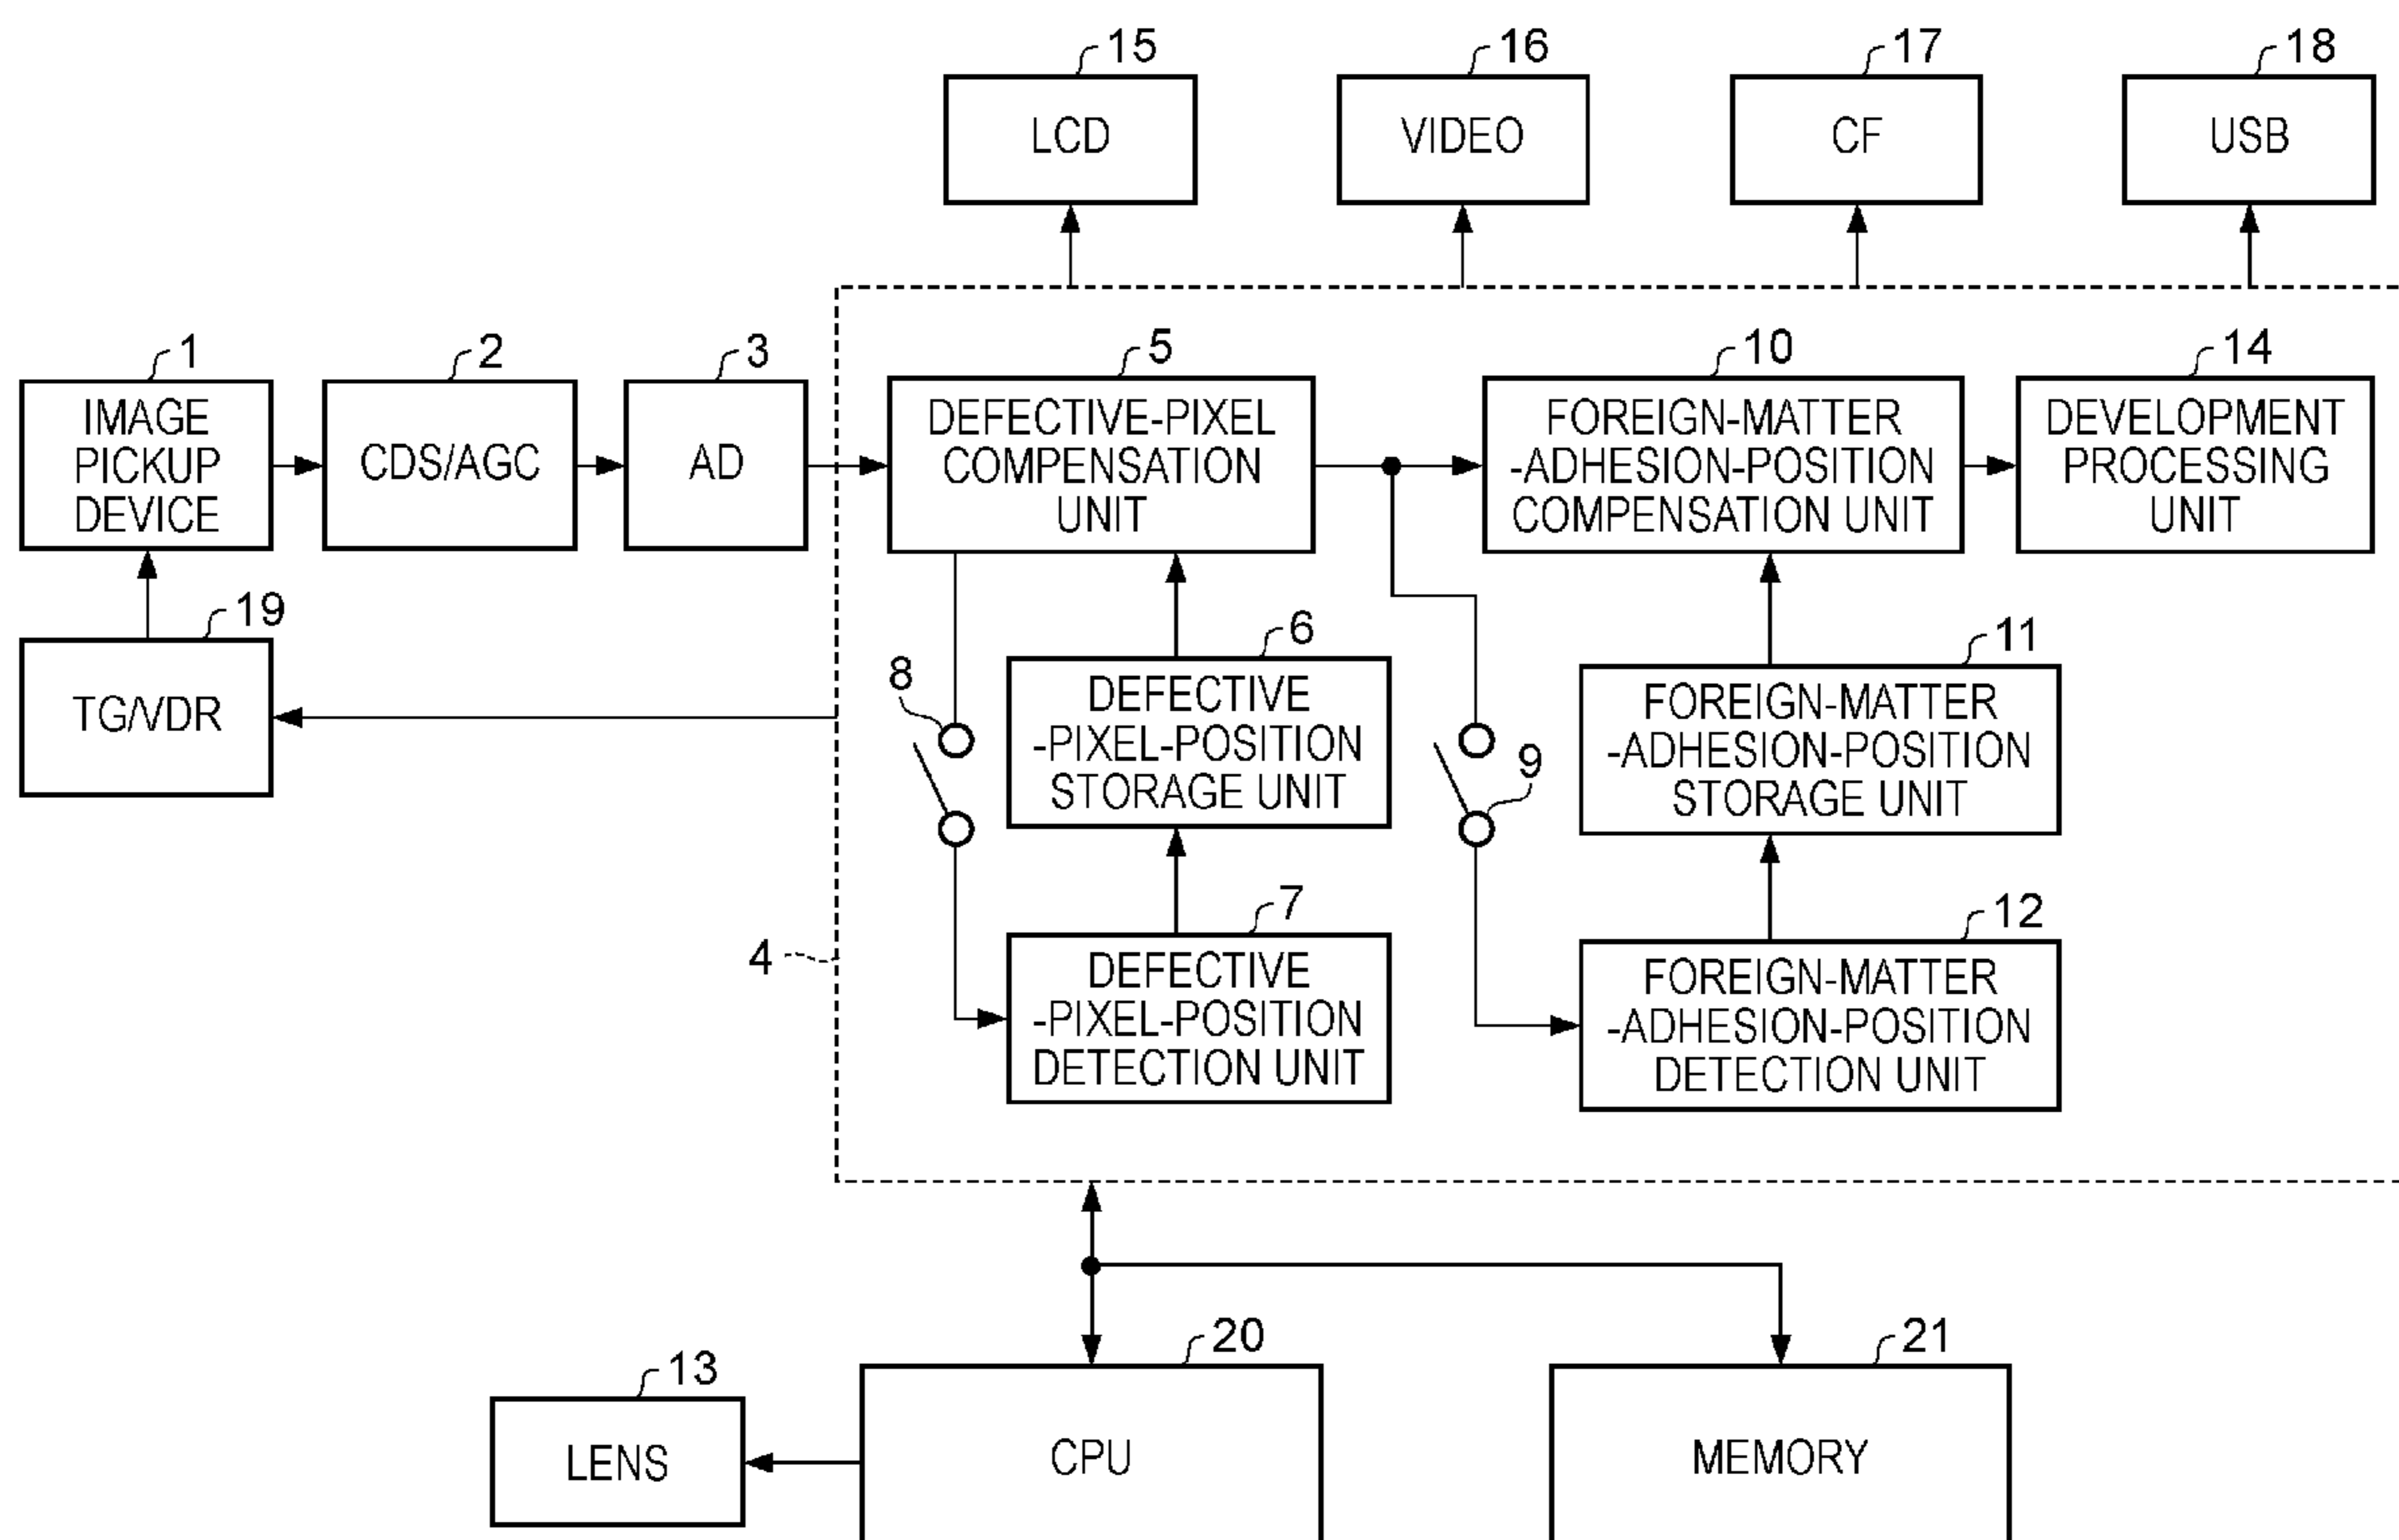 15
16
17
18
LCD
VIDEO
CF
USB
1
2
3
5
10
14
IMAGE
PICKUP
DEVICE
CDS/AGC
AD
DEFECTIVE-PIXEL
COMPENSATION
UNIT
FOREIGN-MATTER
-ADHESION-POSITION
COMPENSATION UNIT
DEVELOPMENT
PROCESSING
UNIT
19
TG/VDR
8
6
DEFECTIVE
-PIXEL-POSITION
STORAGE UNIT
9
11
FOREIGN-MATTER
-ADHESION-POSITION
STORAGE UNIT
4
7
DEFECTIVE
-PIXEL-POSITION
DETECTION UNIT
12
FOREIGN-MATTER
-ADHESION-POSITION
DETECTION UNIT
13
LENS
20
CPU
21
MEMORY